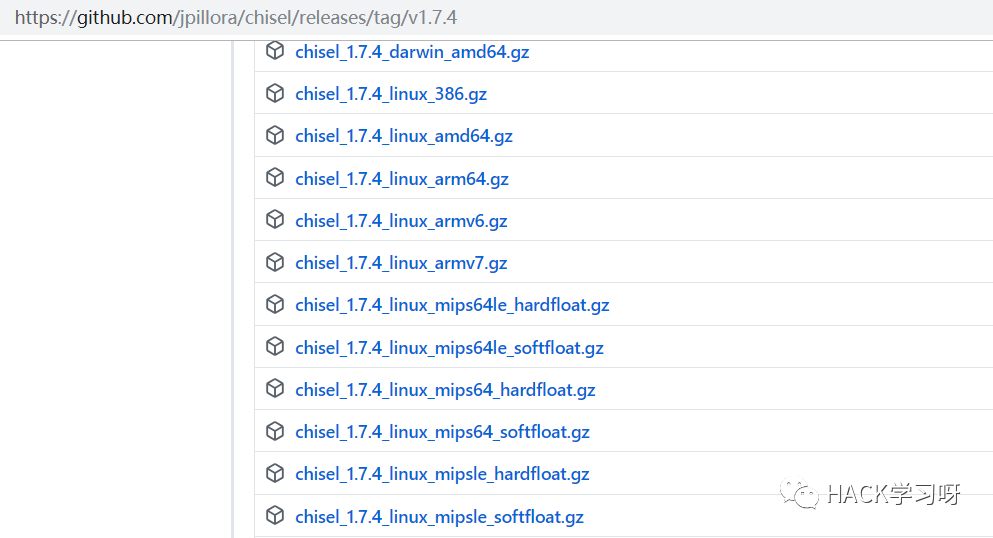 https://github.com/jpillora/chisel/releases/tag/v1.7.4
chisel_1.7.4_darwin_amd64.gz
chisel_1.7.4_linux_386.gz
chisel_1.7.4_linux_amd64.gz
chisel_1.7.4_linux_arm64.gz
chisel_1.7.4_linux_armv6.gz
chisel_1.7.4_linux_armv7.gz
chisel_1.7.4_linux_mips64le_hardfloat.gz
chisel_1.7.4_linux_mips64le_softfloat.gz
chisel_1.7.4_linux_mips64_hardfloat.gz
chisel_1.7.4_linux_mips64_softfloat.gz
chisel_1.7.4_linux_mipsle_hardfloat.gz
HACK学习呀
chisel_1.7.4_linux_mipsle_softfloat.gz